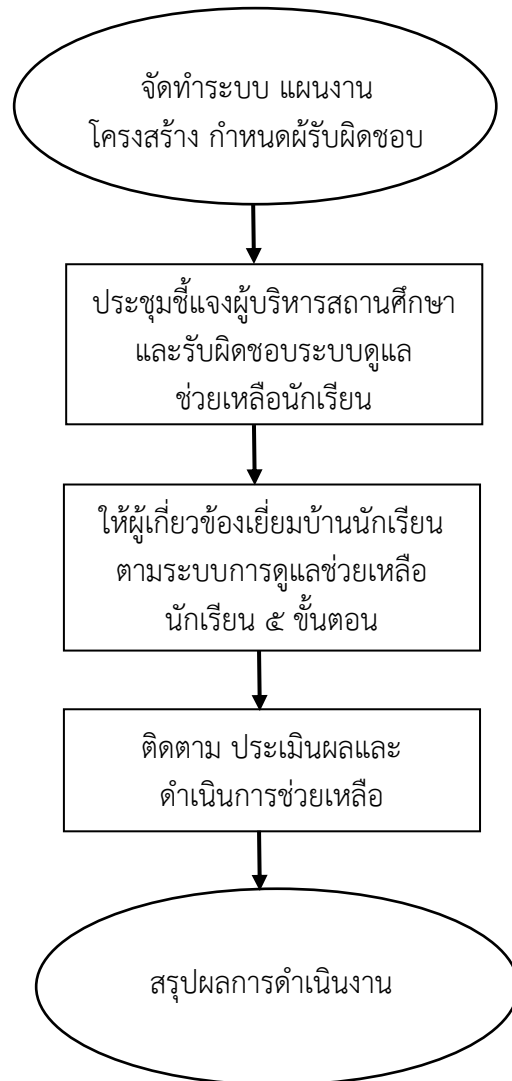 จัดทำระบบ แผนงาน
โครงสร้าง กำหนดผ้รับผิดชอบ
ประชุมชี้แจงผู้บริหารสถานศึกษา
และรับผิดชอบระบบดูแล
ช่วยเหลือนักเรียน
ให้ผู้เกี่ยวข้องเยี่ยมบ้านนักเรียน
ตามระบบการดูแลช่วยเหลือ
นักเรียน ๕ ขั้นตอน
ติดตาม ประเมินผลและ
ดำเนินการช่วยเหลือ
สรุปผลการดำเนินงาน